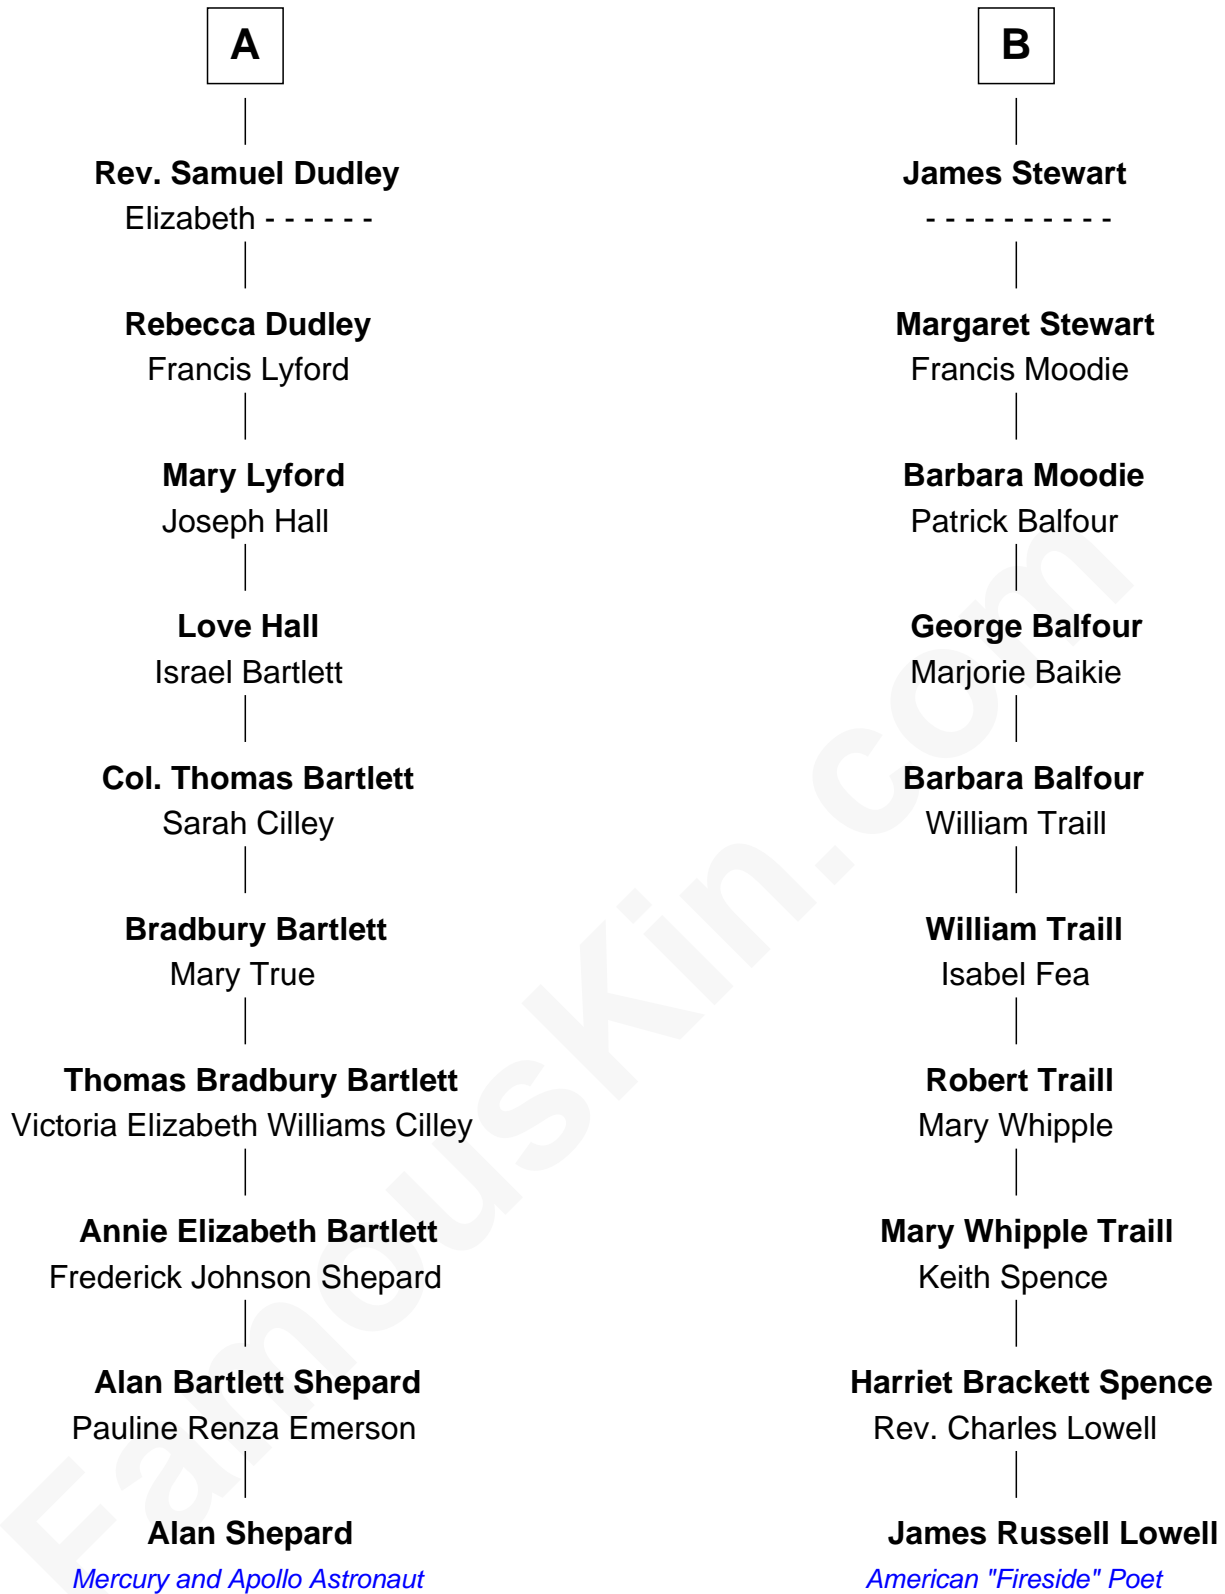 A
Rev. Samuel Dudley
Elizabeth - - - - - -
Rebecca Dudley
Francis Lyford
Mary Lyford
Joseph Hall
Love Hall
Israel Bartlett
Col. Thomas Bartlett
Sarah Cilley
Bradbury Bartlett
Mary True
Thomas Bradbury Bartlett
Victoria Elizabeth Williams Cilley
Annie Elizabeth Bartlett
Frederick Johnson Shepard
Alan Bartlett Shepard
Pauline Renza Emerson
Alan Shepard
Mercury and Apollo Astronaut
B
James Stewart
- - - - - - - - - -
Margaret Stewart
Francis Moodie
Barbara Moodie
Patrick Balfour
George Balfour
Marjorie Baikie
Barbara Balfour
William Traill
William Traill
Isabel Fea
Robert Traill
Mary Whipple
Mary Whipple Traill
Keith Spence
Harriet Brackett Spence
Rev. Charles Lowell
James Russell Lowell
American "Fireside" Poet
FamousKin.com